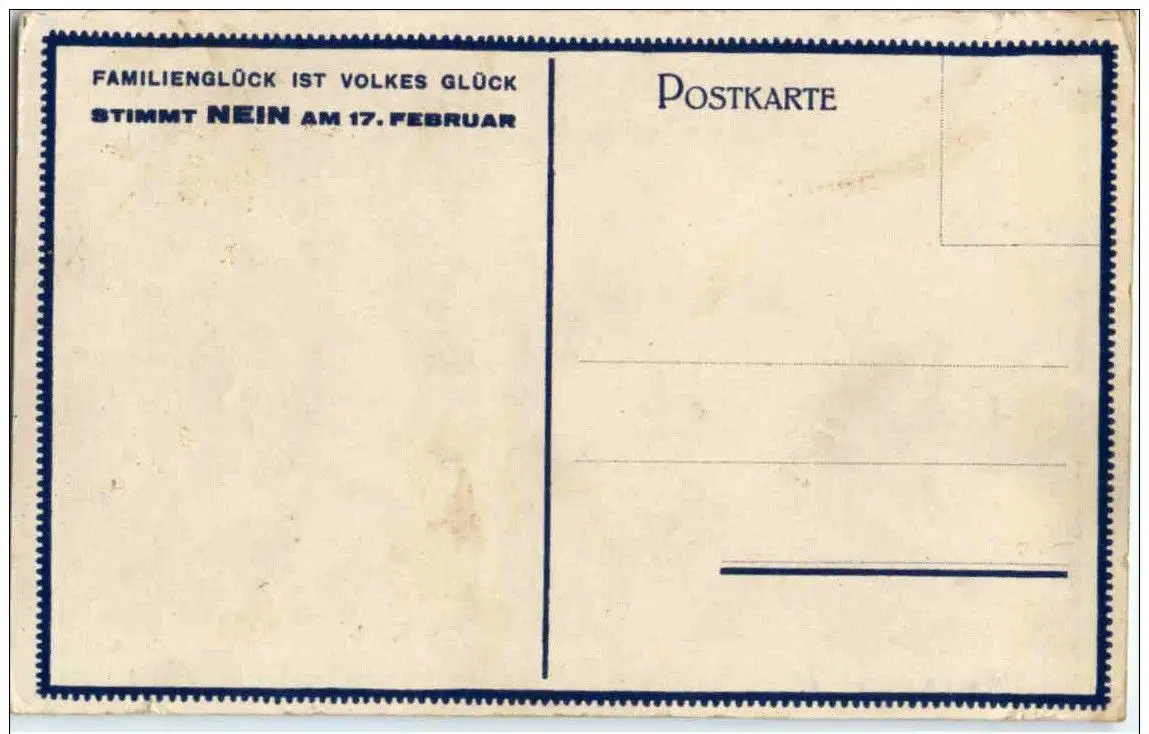 FAMILIENGLÜCK IST VOLKES GLÜCK
STIMMT NEIN AM 17. FEBRUAR
POSTKARTE